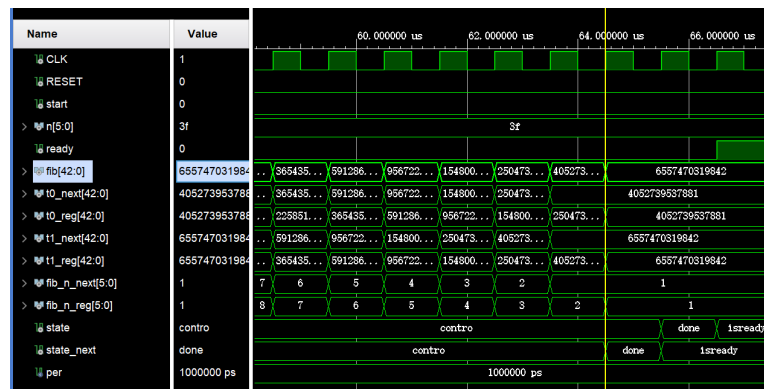 Name Value
60.000000 us 62.000000 us 64.000000 us 66.000000 us
CLK 1
RESET 0
start 0
n[5:0] 3f 3f
ready 0
fib[42:0] 655747031984 .. 365435... 591286... 956722... 154800... 250473... 405273... 6557470319842
t0_next[42:0] 405273953788 .. 365435... 591286... 956722... 154800... 250473... 4052739537881
t0_reg[42:0] 405273953788 .. 225851... 365435... 591286... 956722... 154800... 250473... 4052739537881
t1_next[42:0] 655747031984 .. 591286... 956722... 154800... 250473... 405273... 6557470319842
t1_reg[42:0] 655747031984 .. 365435... 591286... 956722... 154800... 250473... 405273... 6557470319842
fib_n_next[5:0] 1 7 6 5 4 3 2 1
fib_n_reg[5:0] 1 8 7 6 5 4 3 2 1
state contro contro done isready
state_next done contro done isready
per 1000000 ps 1000000 ps